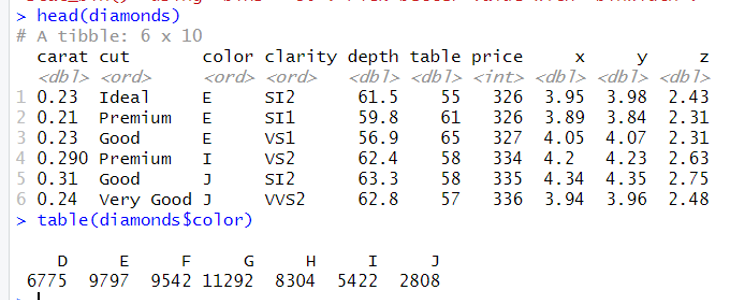 > head(diamonds)
# A tibble: 6 x 10
carat cut color clarity depth table price x y z
<dbl> <ord> <ord> <ord> <dbl> <dbl> <int> <dbl> <dbl> <dbl>
1 0.23 Ideal E SI2 61.5 55 326 3.95 3.98 2.43
2 0.21 Premium E SI1 59.8 61 326 3.89 3.84 2.31
3 0.23 Good E VS1 56.9 65 327 4.05 4.07 2.31
4 0.290 Premium I VS2 62.4 58 334 4.2 4.23 2.63
5 0.31 Good J SI2 63.3 58 335 4.34 4.35 2.75
6 0.24 Very Good J VVS2 62.8 57 336 3.94 3.96 2.48
> table(diamonds$color)
D E F G H I J
6775 9797 9542 11292 8304 5422 2808
>